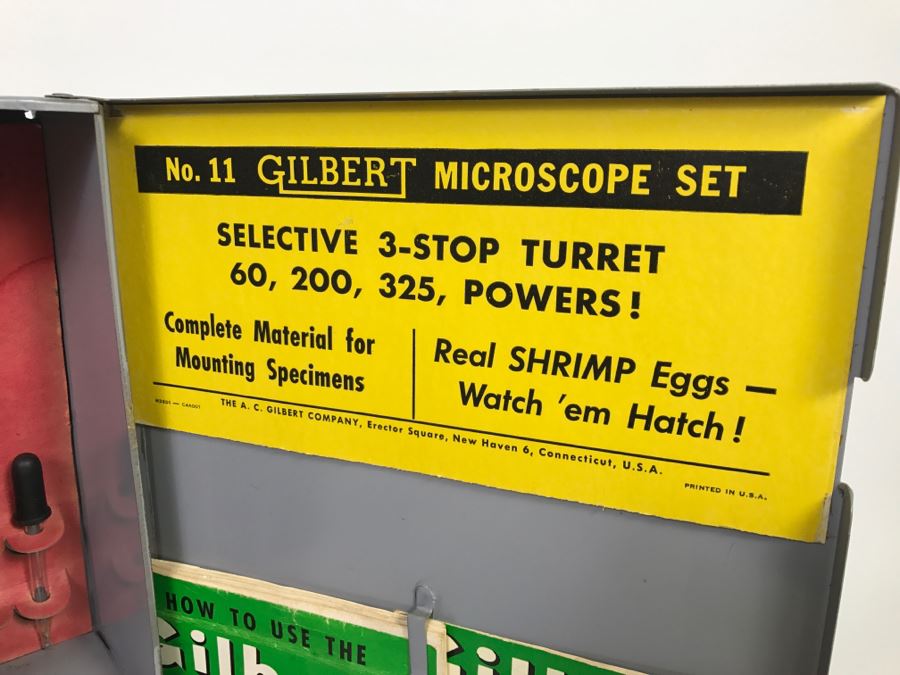 No. 11 GILBERT MICROSCOPE SET
SELECTIVE 3-STOP TURRET
60, 200, 325, POWERS!
Complete Material for
Mounting Specimens
Real SHRIMP Eggs —
Watch 'em Hatch!
THE A. C. GILBERT COMPANY, Erector Square, New Haven 6, Connecticut, U.S.A.
PRINTED IN U.S.A.
HOW TO USE THE